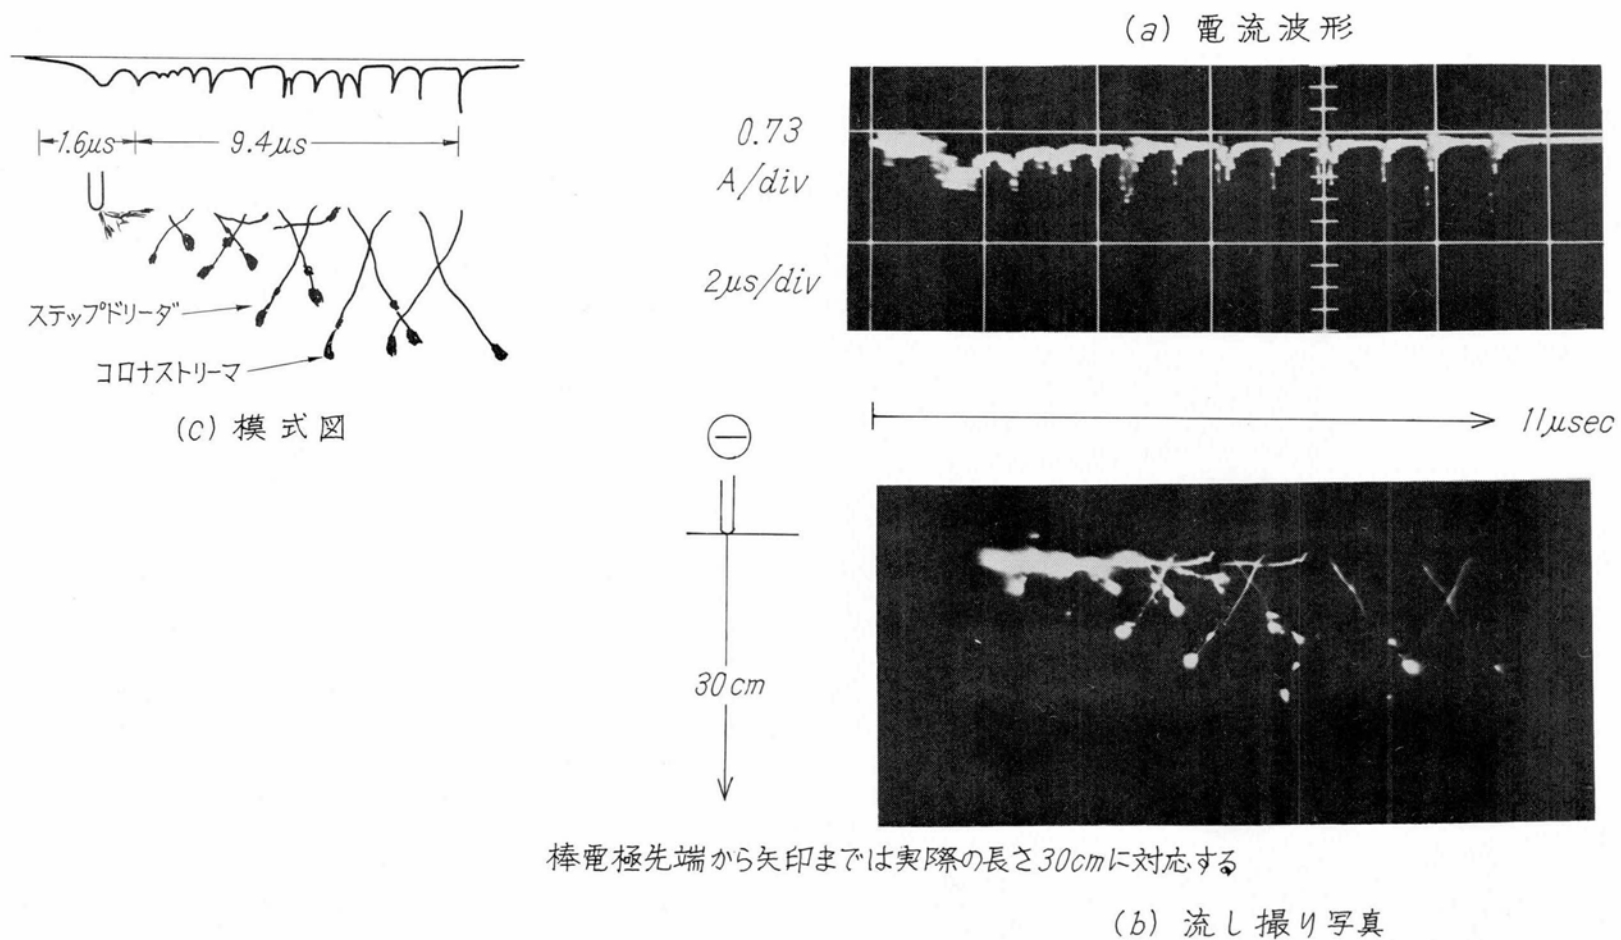 (a) 電流波形
0.73
A/div
2μs/div
1.6μs
9.4μs
ステップドリーダ
コロナストリーマ
(c) 模式図
11μsec
30cm
棒電極先端から矢印までは実際の長さ30cmに対応する
(b) 流し撮り写真